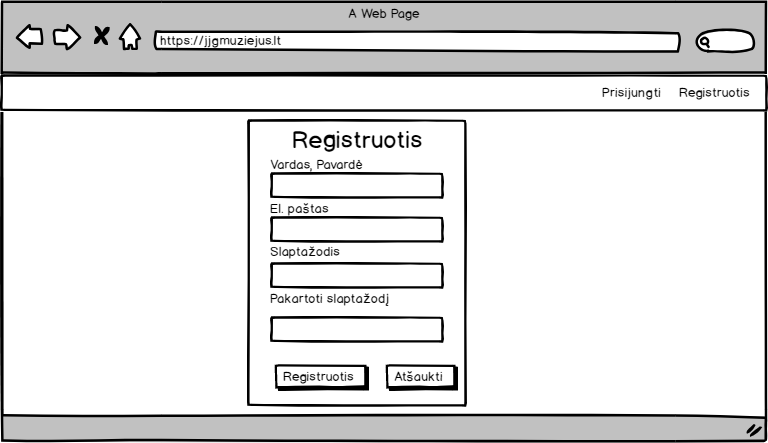 A Web Page
https://jjgmuziejus.lt
Prisijungti Registruotis
Registruotis
Vardas, Pavardė
El. paštas
Slaptažodis
Pakartoti slaptažodį
Registruotis Atšaukti